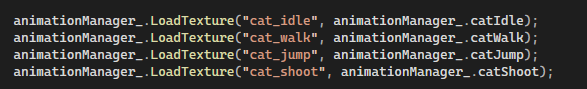 animationManager_.LoadTexture("cat_idle", animationManager_.catIdle);
animationManager_.LoadTexture("cat_walk", animationManager_.catWalk);
animationManager_.LoadTexture("cat_jump", animationManager_.catJump);
animationManager_.LoadTexture("cat_shoot", animationManager_.catShoot);